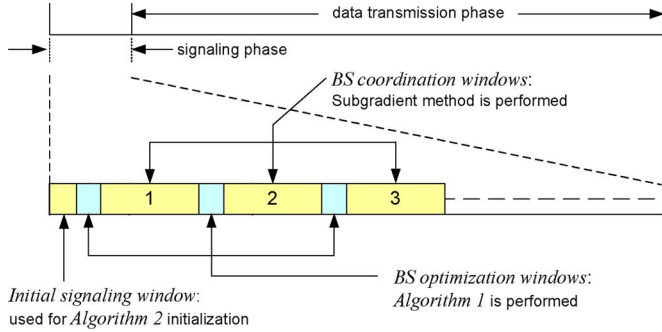 data transmission phase
signaling phase
BS coordination windows:
Subgradient method is performed
1 2 3
BS optimization windows:
Algorithm 1 is performed
Initial signaling window:
used for Algorithm 2 initialization